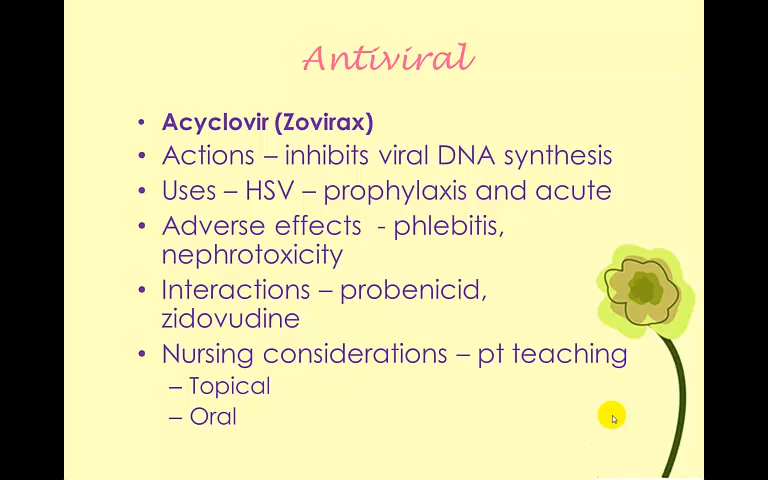 Antiviral
• Acyclovir (Zovirax)
• Actions – inhibits viral DNA synthesis
• Uses – HSV – prophylaxis and acute
• Adverse effects - phlebitis,
nephrotoxicity
• Interactions – probenicid,
zidovudine
• Nursing considerations – pt teaching
– Topical
– Oral